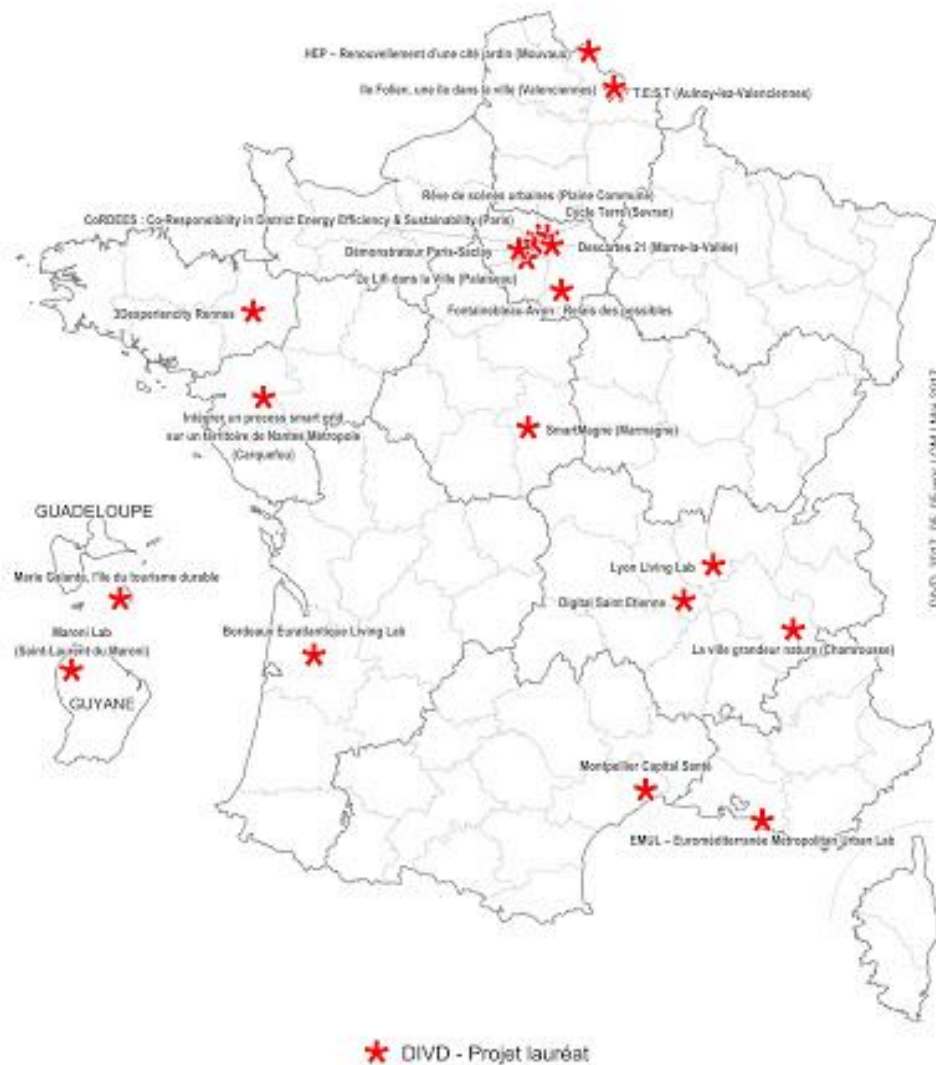 HEP – Renouvellement d'une cité jardin (Mouvaux)
Ile Folien, une île dans la ville (Valenciennes)
T.E.S.T (Aulnoy-lez-Valenciennes)
Rêve de scènes urbaines (Plaine Commune)
Cycle Terre (Sevran)
CoRDEES : Co-Responsibility in District Energy Efficiency & Sustainability (Paris)
Démonstrateur Paris-Saclay
Descartes 21 (Marne-la-Vallée)
Le Lifi dans la Ville (Palaiseau)
Fontainebleau-Avon : Relais des possibles
3Dexperiencity Rennes
Intégrer un process smart grid
sur un territoire de Nantes Métropole
(Carquefou)
SmartMagne (Marmagne)
GUADELOUPE
Marie Galante, l'île du tourisme durable
Maroni Lab
(Saint-Laurent du Maroni)
GUYANE
Bordeaux Euratlantique Living Lab
Lyon Living Lab
Digital Saint Etienne
La ville grandeur nature (Chamrousse)
Montpellier Capital Santé
EMUL – Euroméditerranée Métropolitan Urban Lab
DIVD - Projet lauréat